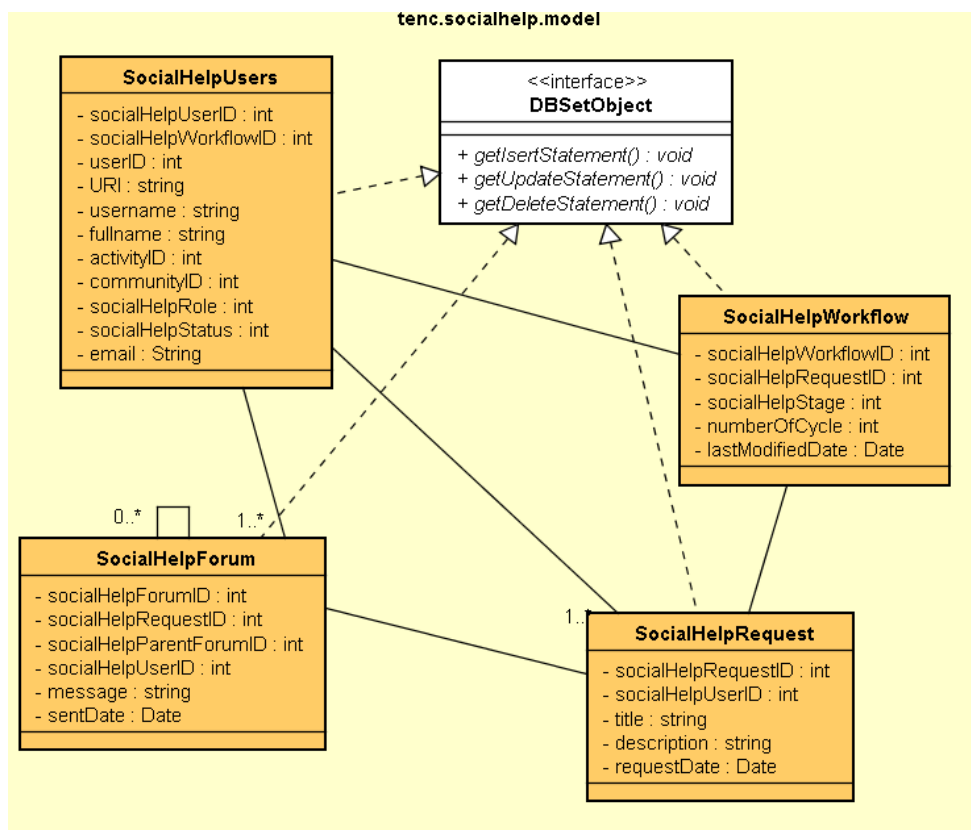 tenc.socialhelp.model
SocialHelpUsers
- socialHelpUserID : int
- socialHelpWorkflowID : int
- userID : int
- URI : string
- username : string
- fullname : string
- activityID : int
- communityID : int
- socialHelpRole : int
- socialHelpStatus : int
- email : String
<<interface>>
DBSetObject
+ getIsertStatement() : void
+ getUpdateStatement() : void
+ getDeleteStatement() : void
SocialHelpWorkflow
- socialHelpWorkflowID : int
- socialHelpRequestID : int
- socialHelpStage : int
- numberOfCycle : int
- lastModifiedDate : Date
0..*
1..*
SocialHelpForum
- socialHelpForumID : int
- socialHelpRequestID : int
- socialHelpParentForumID : int
- socialHelpUserID : int
- message : string
- sentDate : Date
1..*
SocialHelpRequest
- socialHelpRequestID : int
- socialHelpUserID : int
- title : string
- description : string
- requestDate : Date